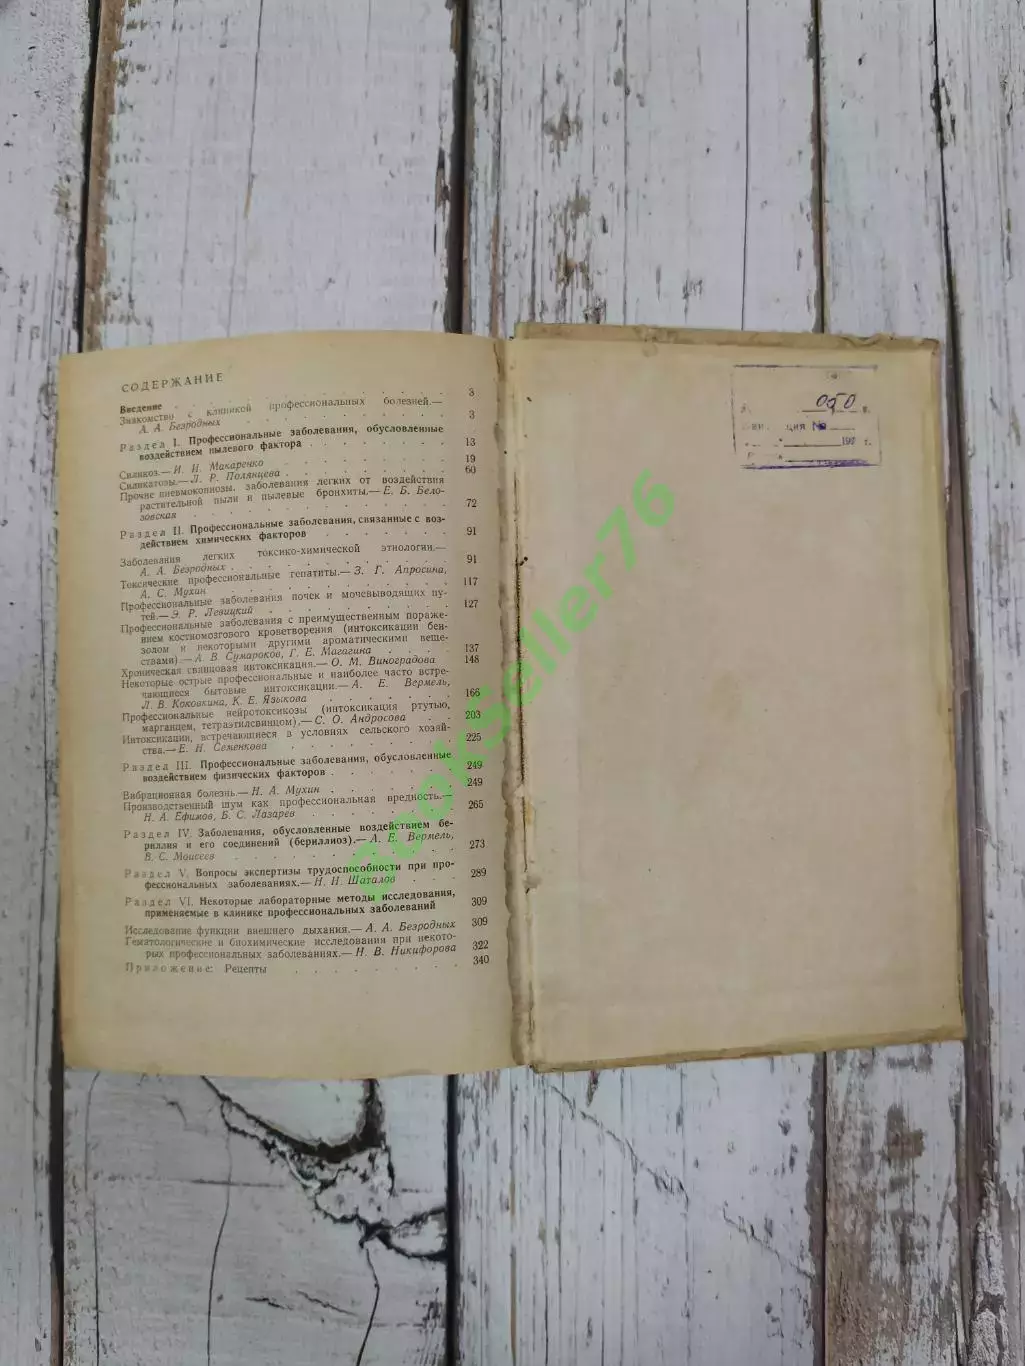 СОДЕРЖАНИЕ
Введение 3
Знакомство с клиникой профессиональных болезней.—
А. А. Безродных 3
Раздел I. Профессиональные заболевания, обусловленные
воздействием пылевого фактора 13
Силикоз.—И. И. Макаренко 19
Силикатозы.—Л. Р. Полянцева 60
Прочие пневмокониозы, заболевания легких от воздействия
растительной пыли и пылевые бронхиты.—Е. Б. Бело-
зовская 72
Раздел II. Профессиональные заболевания, связанные с воз-
действием химических факторов 91
Заболевания легких токсико-химической этиологии.—
А. А. Безродных 91
Токсические профессиональные гепатиты.—З. Г. Апросина,
А. С. Мухин 117
Профессиональные заболевания почек и мочевыводящих пу-
тей.—Э. Р. Левицкий 127
Профессиональные заболевания с преимущественным пораже-
нием костномозгового кроветворения (интоксикации бен-
золом и некоторыми другими ароматическими веще-
ствами).—А. В. Сумароков, Г. Е. Магагина 137
Хроническая свинцовая интоксикация.—О. М. Виноградова 148
Некоторые острые профессиональные и наиболее часто встре-
чающиеся бытовые интоксикации.—А. Е. Вермель,
Л. В. Коковкина, К. Е. Языкова 166
Профессиональные нейротоксикозы (интоксикация ртутью,
марганцем, тетраэтилсвинцом).—С. О. Андросова 203
Интоксикации, встречающиеся в условиях сельского хозяй-
ства.—Е. Н. Семенкова 225
Раздел III. Профессиональные заболевания, обусловленные
воздействием физических факторов 249
Вибрационная болезнь.—Н. А. Мухин 249
Производственный шум как профессиональная вредность.—
Н. А. Ефимов, Б. С. Лазарев 265
Раздел IV. Заболевания, обусловленные воздействием бе-
риллия и его соединений (бериллиоз).—А. Е. Вермель,
В. С. Моисеев 273
Раздел V. Вопросы экспертизы трудоспособности при про-
фессиональных заболеваниях.—Н. Н. Шаталов 289
Раздел VI. Некоторые лабораторные методы исследования,
применяемые в клинике профессиональных заболеваний 309
Исследование функции внешнего дыхания.—А. А. Безродных 309
Гематологические и биохимические исследования при некото-
рых профессиональных заболеваниях.—Н. В. Никифорова 322
Приложение: Рецепты 340
197 г.
Bookseller76